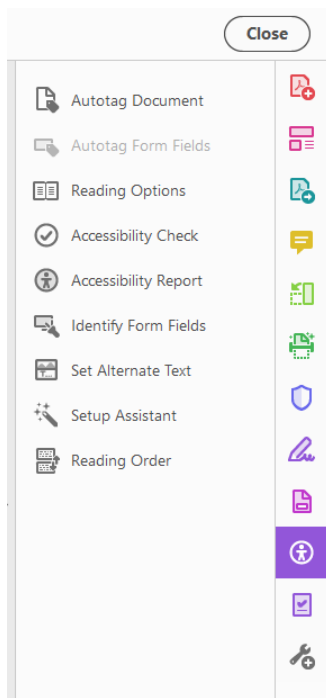 Close
Autotag Document
Autotag Form Fields
Reading Options
Accessibility Check
Accessibility Report
Identify Form Fields
Set Alternate Text
Setup Assistant
Reading Order